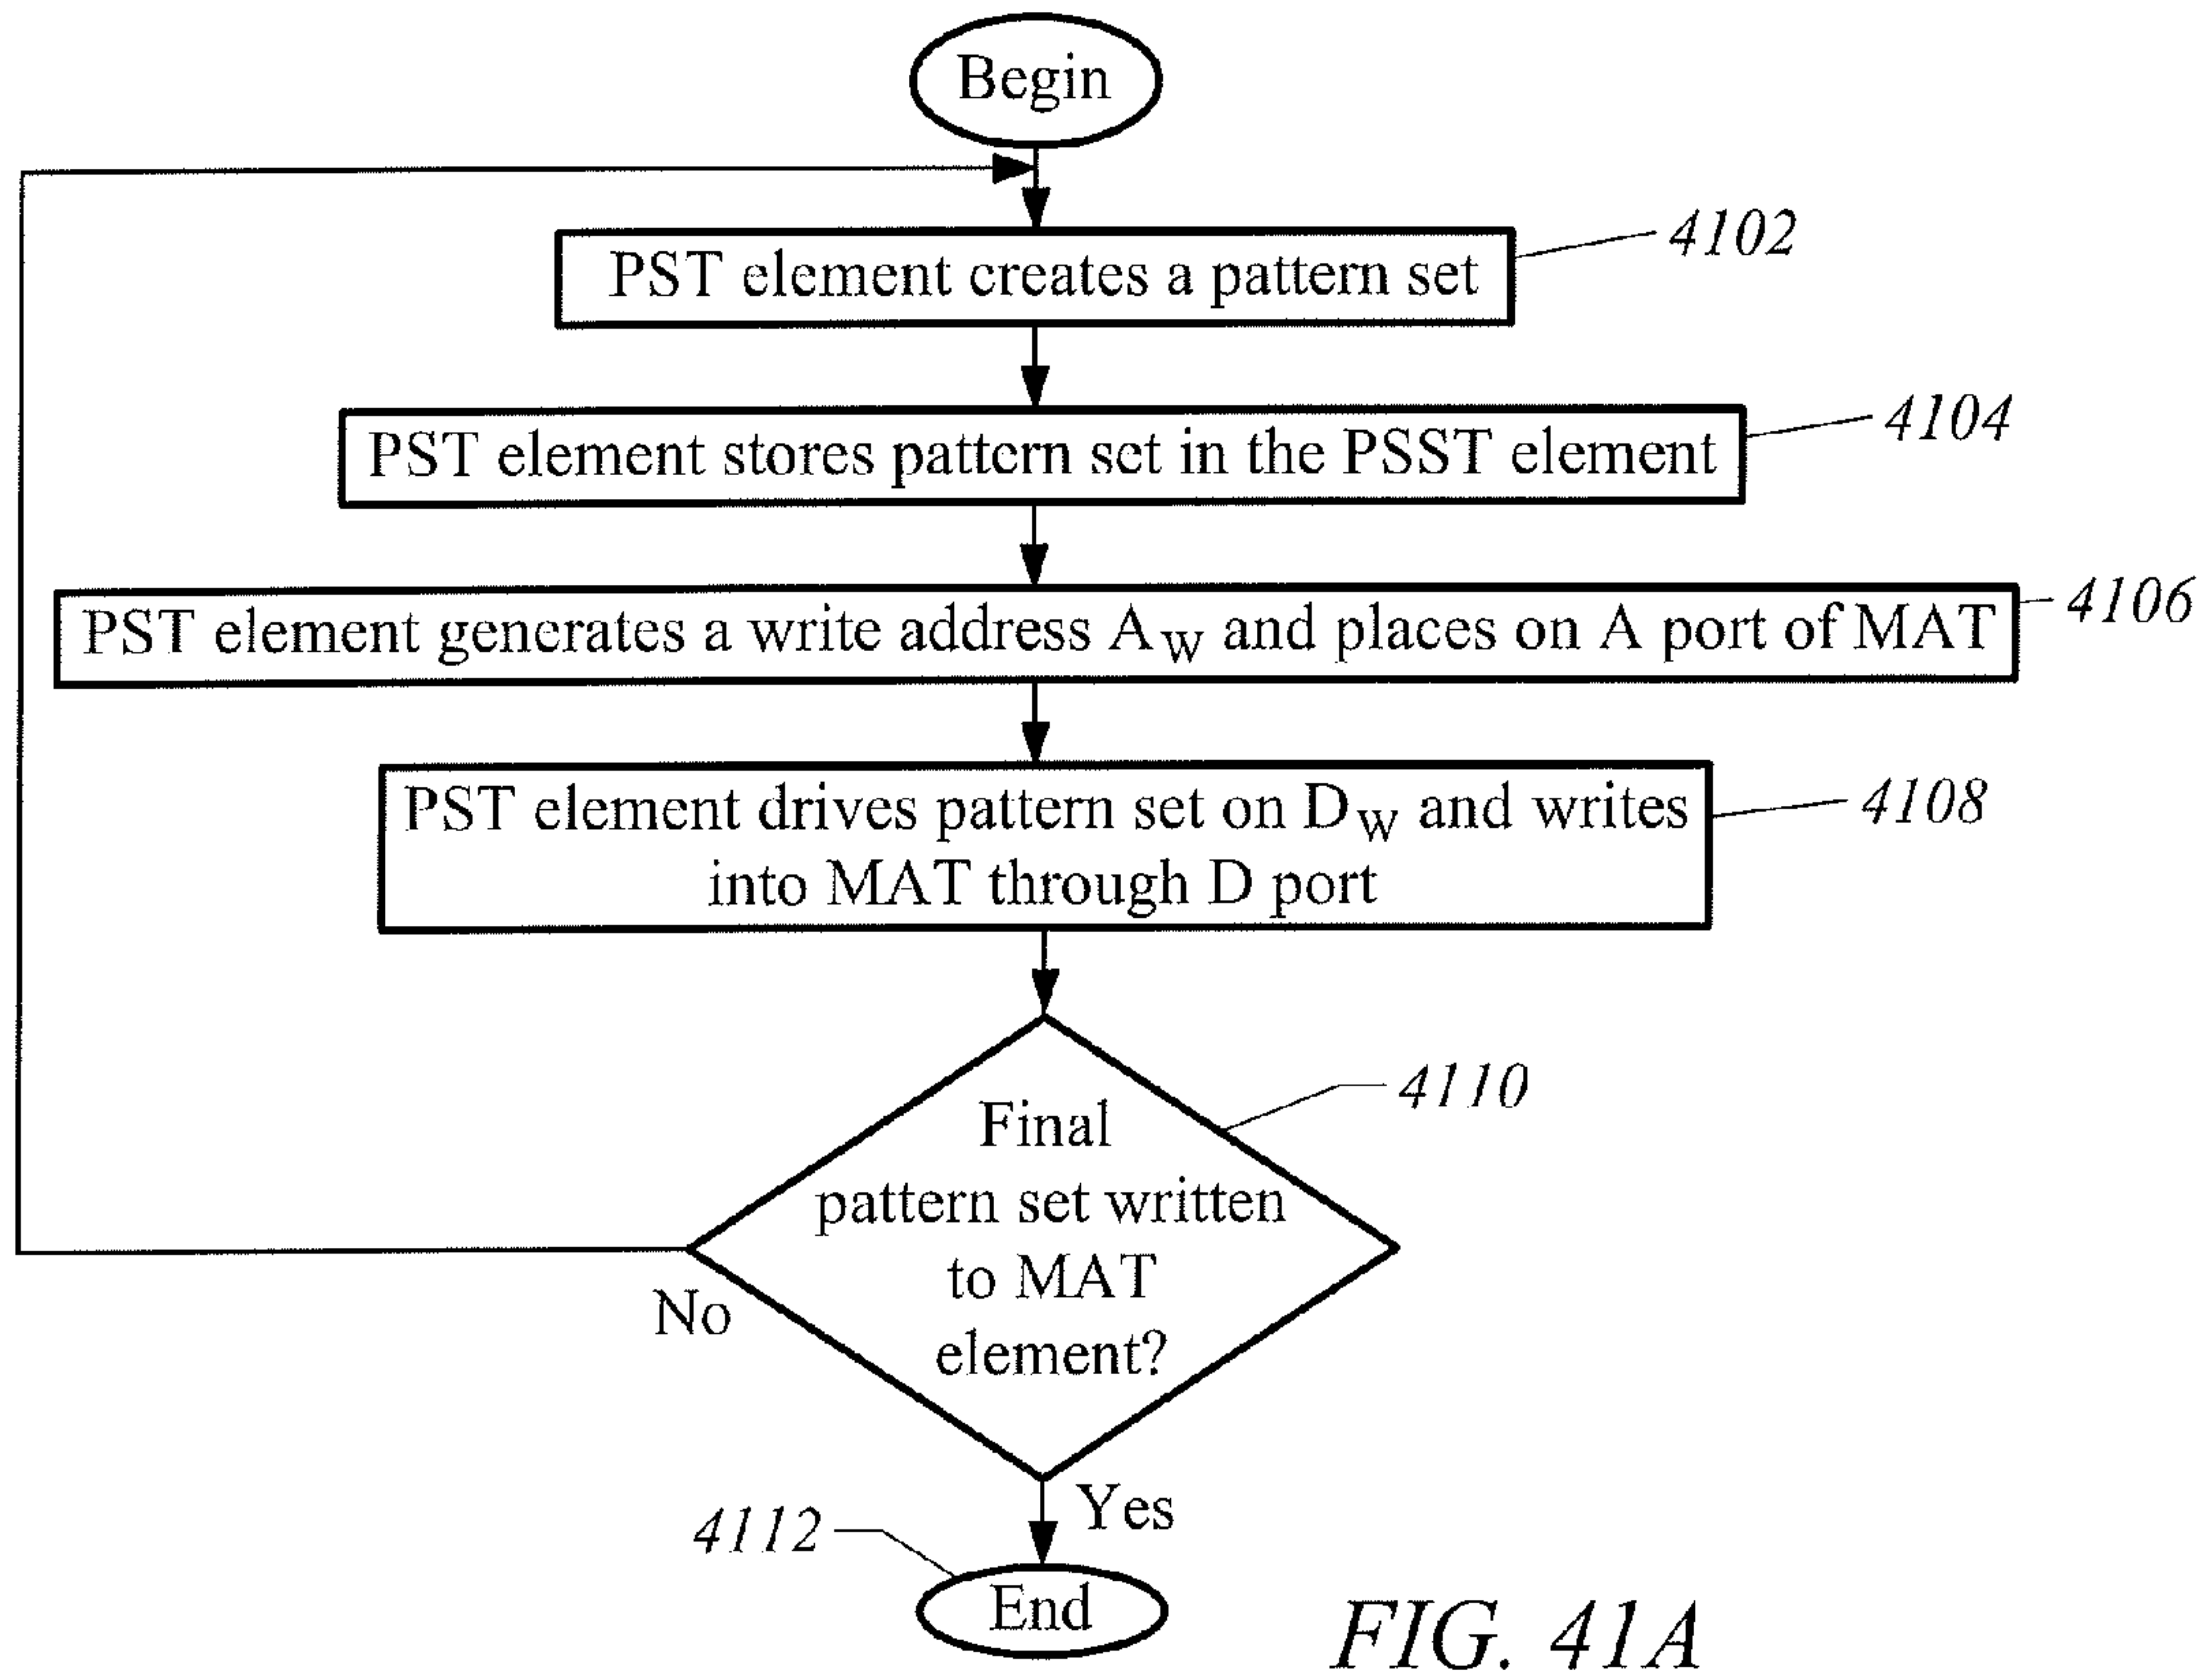 Begin
PST element creates a pattern set
4102
PST element stores pattern set in the PSST element
4104
PST element generates a write address AW and places on A port of MAT
4106
PST element drives pattern set on DW and writes
into MAT through D port
4108
Final
pattern set written
to MAT
element?
4110
No
Yes
4112
End
FIG. 41A